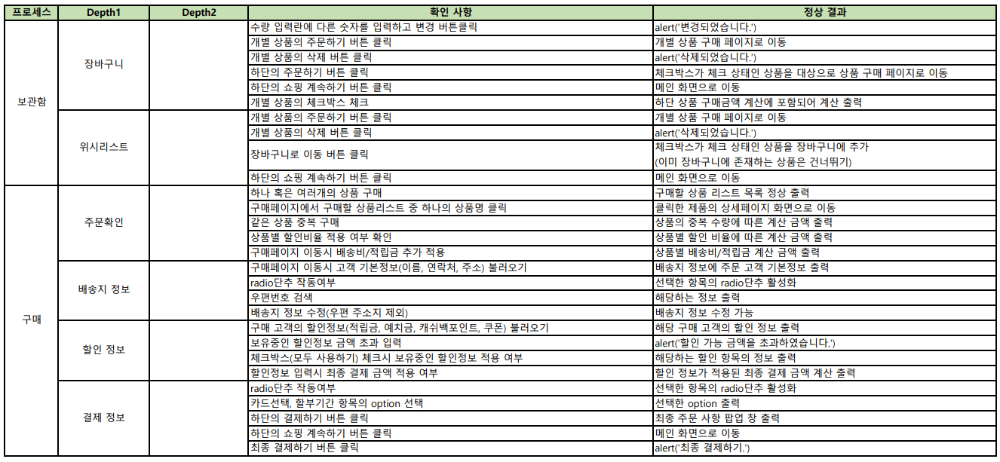 프로세스 Depth1 Depth2 확인 사항 정상 결과
수량 입력란에 다른 숫자를 입력하고 변경 버튼클릭 alert('변경되었습니다.')
개별 상품의 주문하기 버튼 클릭 개별 상품 구매 페이지로 이동
개별 상품의 삭제 버튼 클릭 alert('삭제되었습니다.')
장바구니
하단의 주문하기 버튼 클릭 체크박스가 체크 상태인 상품을 대상으로 상품 구매 페이지로 이동
하단의 쇼핑 계속하기 버튼 클릭 메인 화면으로 이동
보관함
개별 상품의 체크박스 체크 하단 상품 구매금액 계산에 포함되어 계산 출력
개별 상품의 주문하기 버튼 클릭 개별 상품 구매 페이지로 이동
개별 상품의 삭제 버튼 클릭 alert('삭제되었습니다.')
위시리스트
장바구니로 이동 버튼 클릭 체크박스가 체크 상태인 상품을 장바구니에 추가
(이미 장바구니에 존재하는 상품은 건너뛰기)
하단의 쇼핑 계속하기 버튼 클릭 메인 화면으로 이동
하나 혹은 여러개의 상품 구매 구매할 상품 리스트 목록 정상 출력
구매페이지에서 구매할 상품리스트 중 하나의 상품명 클릭 클릭한 제품의 상세페이지 화면으로 이동
주문확인 같은 상품 중복 구매 상품의 중복 수량에 따른 계산 금액 출력
상품별 할인비율 적용 여부 확인 상품별 할인 비율에 따른 계산 금액 출력
구매페이지 이동시 배송비/적립금 추가 적용 상품별 배송비/적립금 계산 금액 출력
구매페이지 이동시 고객 기본정보(이름, 연락처, 주소) 불러오기 배송지 정보에 주문 고객 기본정보 출력
배송지 정보
radio단추 작동여부 선택한 항목의 radio단추 활성화
우편번호 검색 해당하는 정보 출력
배송지 정보 수정(우편 주소지 제외) 배송지 정보 수정 가능
구매
구매 고객의 할인정보(적립금, 예치금, 캐쉬백포인트, 쿠폰) 불러오기 해당 구매 고객의 할인 정보 출력
보유중인 할인정보 금액 초과 입력 alert('할인 가능 금액을 초과하였습니다.')
할인 정보
체크박스(모두 사용하기) 체크시 보유중인 할인정보 적용 여부 해당하는 할인 항목의 정보 출력
할인정보 입력시 최종 결제 금액 적용 여부 할인 정보가 적용된 최종 결제 금액 계산 출력
radio단추 작동여부 선택한 항목의 radio단추 활성화
카드선택, 할부기간 항목의 option 선택 선택한 option 출력
결제 정보 하단의 결제하기 버튼 클릭 최종 주문 사항 팝업 창 출력
하단의 쇼핑 계속하기 버튼 클릭 메인 화면으로 이동
최종 결제하기 버튼 클릭 alert('최종 결제하기.')